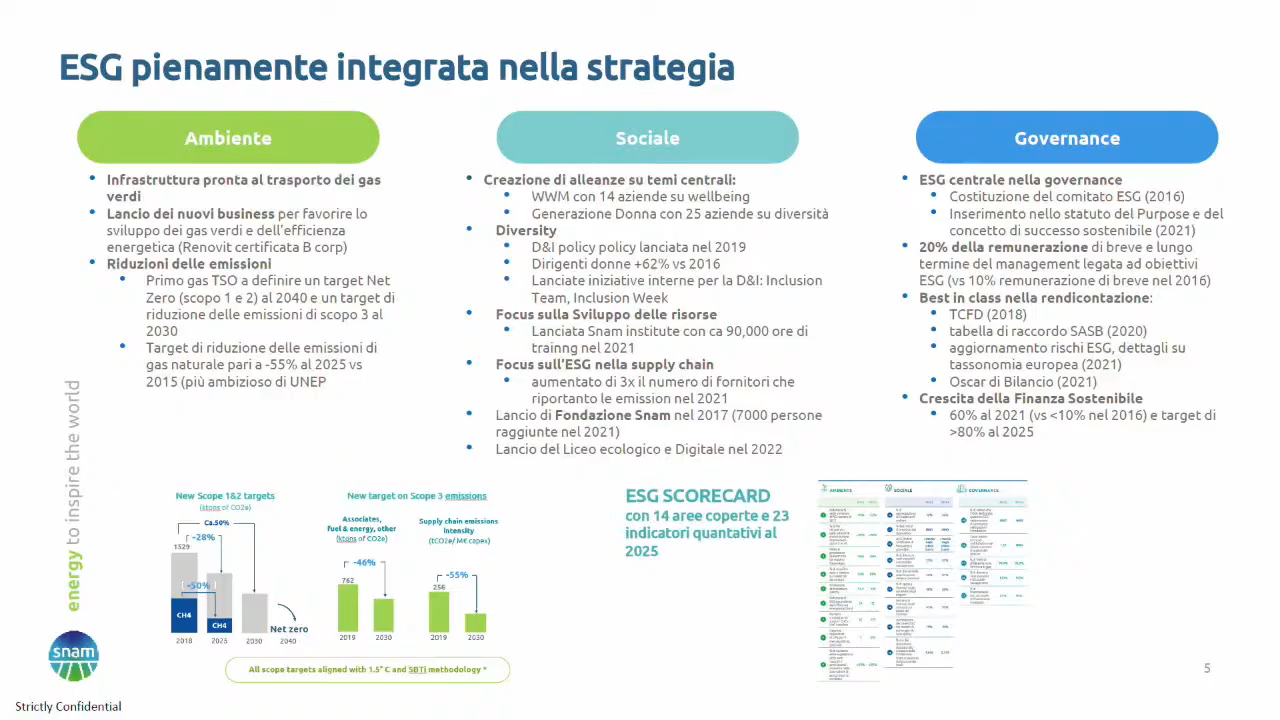 ESG pienamente integrata nella strategia
Ambiente
Infrastruttura pronta al trasporto dei gas
verdi
Lancio dei nuovi business per favorire lo
sviluppo dei gas verdi e dell'efficienza
energetica (Renovit certificata B corp)
Riduzioni delle emissioni
Primo gas TSO a definire un target Net
Zero (scopo 1 e 2) al 2040 e un target di
riduzione delle emissioni di scopo 3 al
2030
Target di riduzione delle emissioni di
gas naturale pari a -55% al 2025 vs
2015 (più ambizioso di UNEP
Sociale
Creazione di alleanze su temi centrali:
WWM con 14 aziende su wellbeing
Generazione Donna con 25 aziende su diversità
Diversity
D&I policy policy lanciata nel 2019
Dirigenti donne +62% vs 2016
Lanciate iniziative interne per la D&I: Inclusion
Team, Inclusion Week
Focus sulla Sviluppo delle risorse
Lanciata Snam institute con ca 90,000 ore di
trainng nel 2021
Focus sull'ESG nella supply chain
aumentato di 3x il numero di fornitori che
riportanto le emission nel 2021
Lancio di Fondazione Snam nel 2017 (7000 persone
raggiunte nel 2021)
Lancio del Liceo ecologico e Digitale nel 2022
Governance
ESG centrale nella governance
Costituzione del comitato ESG (2016)
Inserimento nello statuto del Purpose e del
concetto di successo sostenibile (2021)
20% della remunerazione di breve e lungo
termine del management legata ad obiettivi
ESG (vs 10% remunerazione di breve nel 2016)
Best in class nella rendicontazione:
TCFD (2018)
tabella di raccordo SASB (2020)
aggiornamento rischi ESG, dettagli su
tassonomia europea (2021)
Oscar di Bilancio (2021)
Crescita della Finanza Sostenibile
60% al 2021 (vs <10% nel 2016) e target di
>80% al 2025
energy to inspire the world
snam
New Scope 1&2 targets
(ktons of CO2e)
Ca.50%
-28%
1529
-50%
CH4
CH4
Net zero
2018 2025 2030 2040
New target on Scope 3 emissions
Associates,
Fuel & energy, other
(ktons of CO2e)
-46%
762
2019 2030
Supply chain emissions
intensity
(tCO2e/ M€ capex)
-55%
256
2019 2030
All scope targets aligned with 1.5° C and SBTi methodology *
ESG SCORECARD
con 14 aree coperte e 23
indicatori quantativi al
2025
AMBIENTE
SOCIALE
GOVERNANCE
5
Strictly Confidential